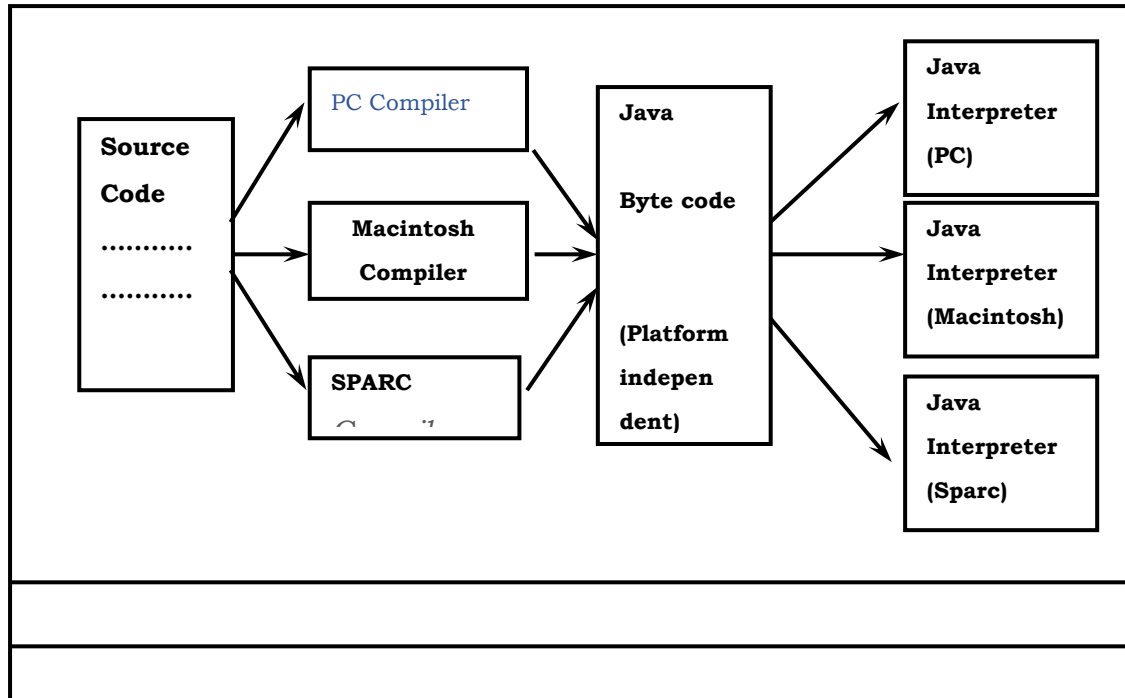 Source
Code
...........
...........
PC Compiler
Macintosh
Compiler
SPARC
Java
Byte code
(Platform
indepen
dent)
Java
Interpreter
(PC)
Java
Interpreter
(Macintosh)
Java
Interpreter
(Sparc)